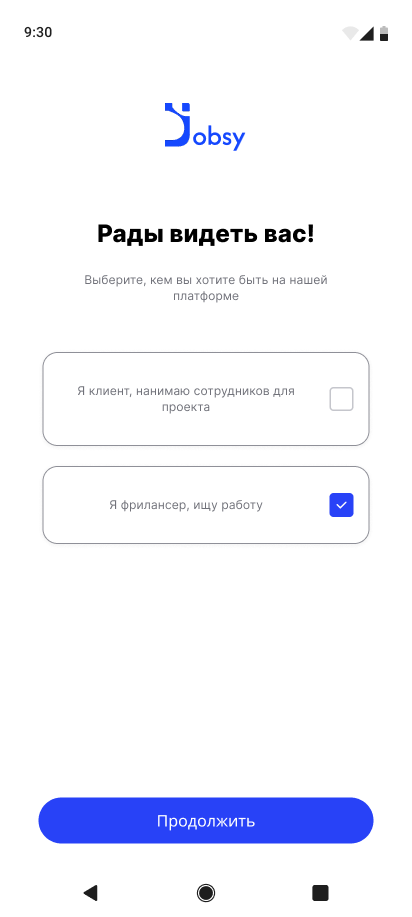 9:30
Jobsy
Рады видеть вас!
Выберите, кем вы хотите быть на нашей
платформе
Я клиент, нанимаю сотрудников для
проекта
Я фрилансер, ищу работу
Продолжить